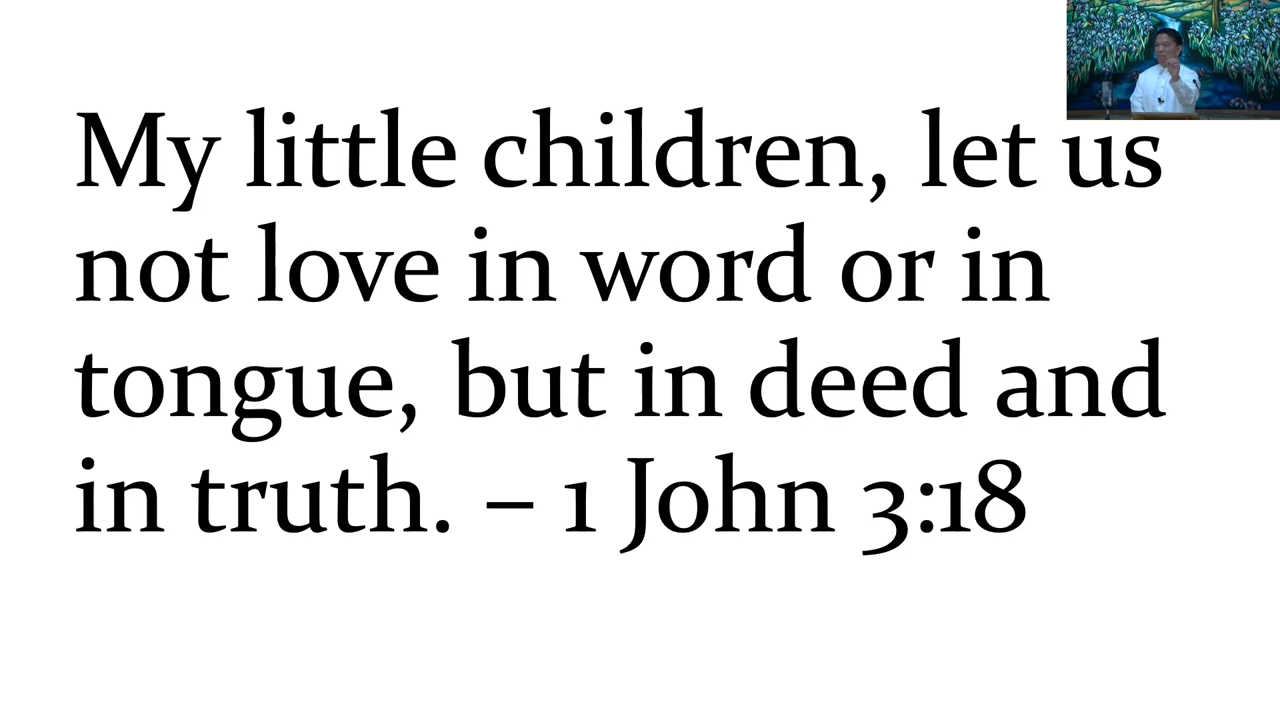 My little children, let us
not love in word or in
tongue, but in deed and
in truth. – 1 John 3:18